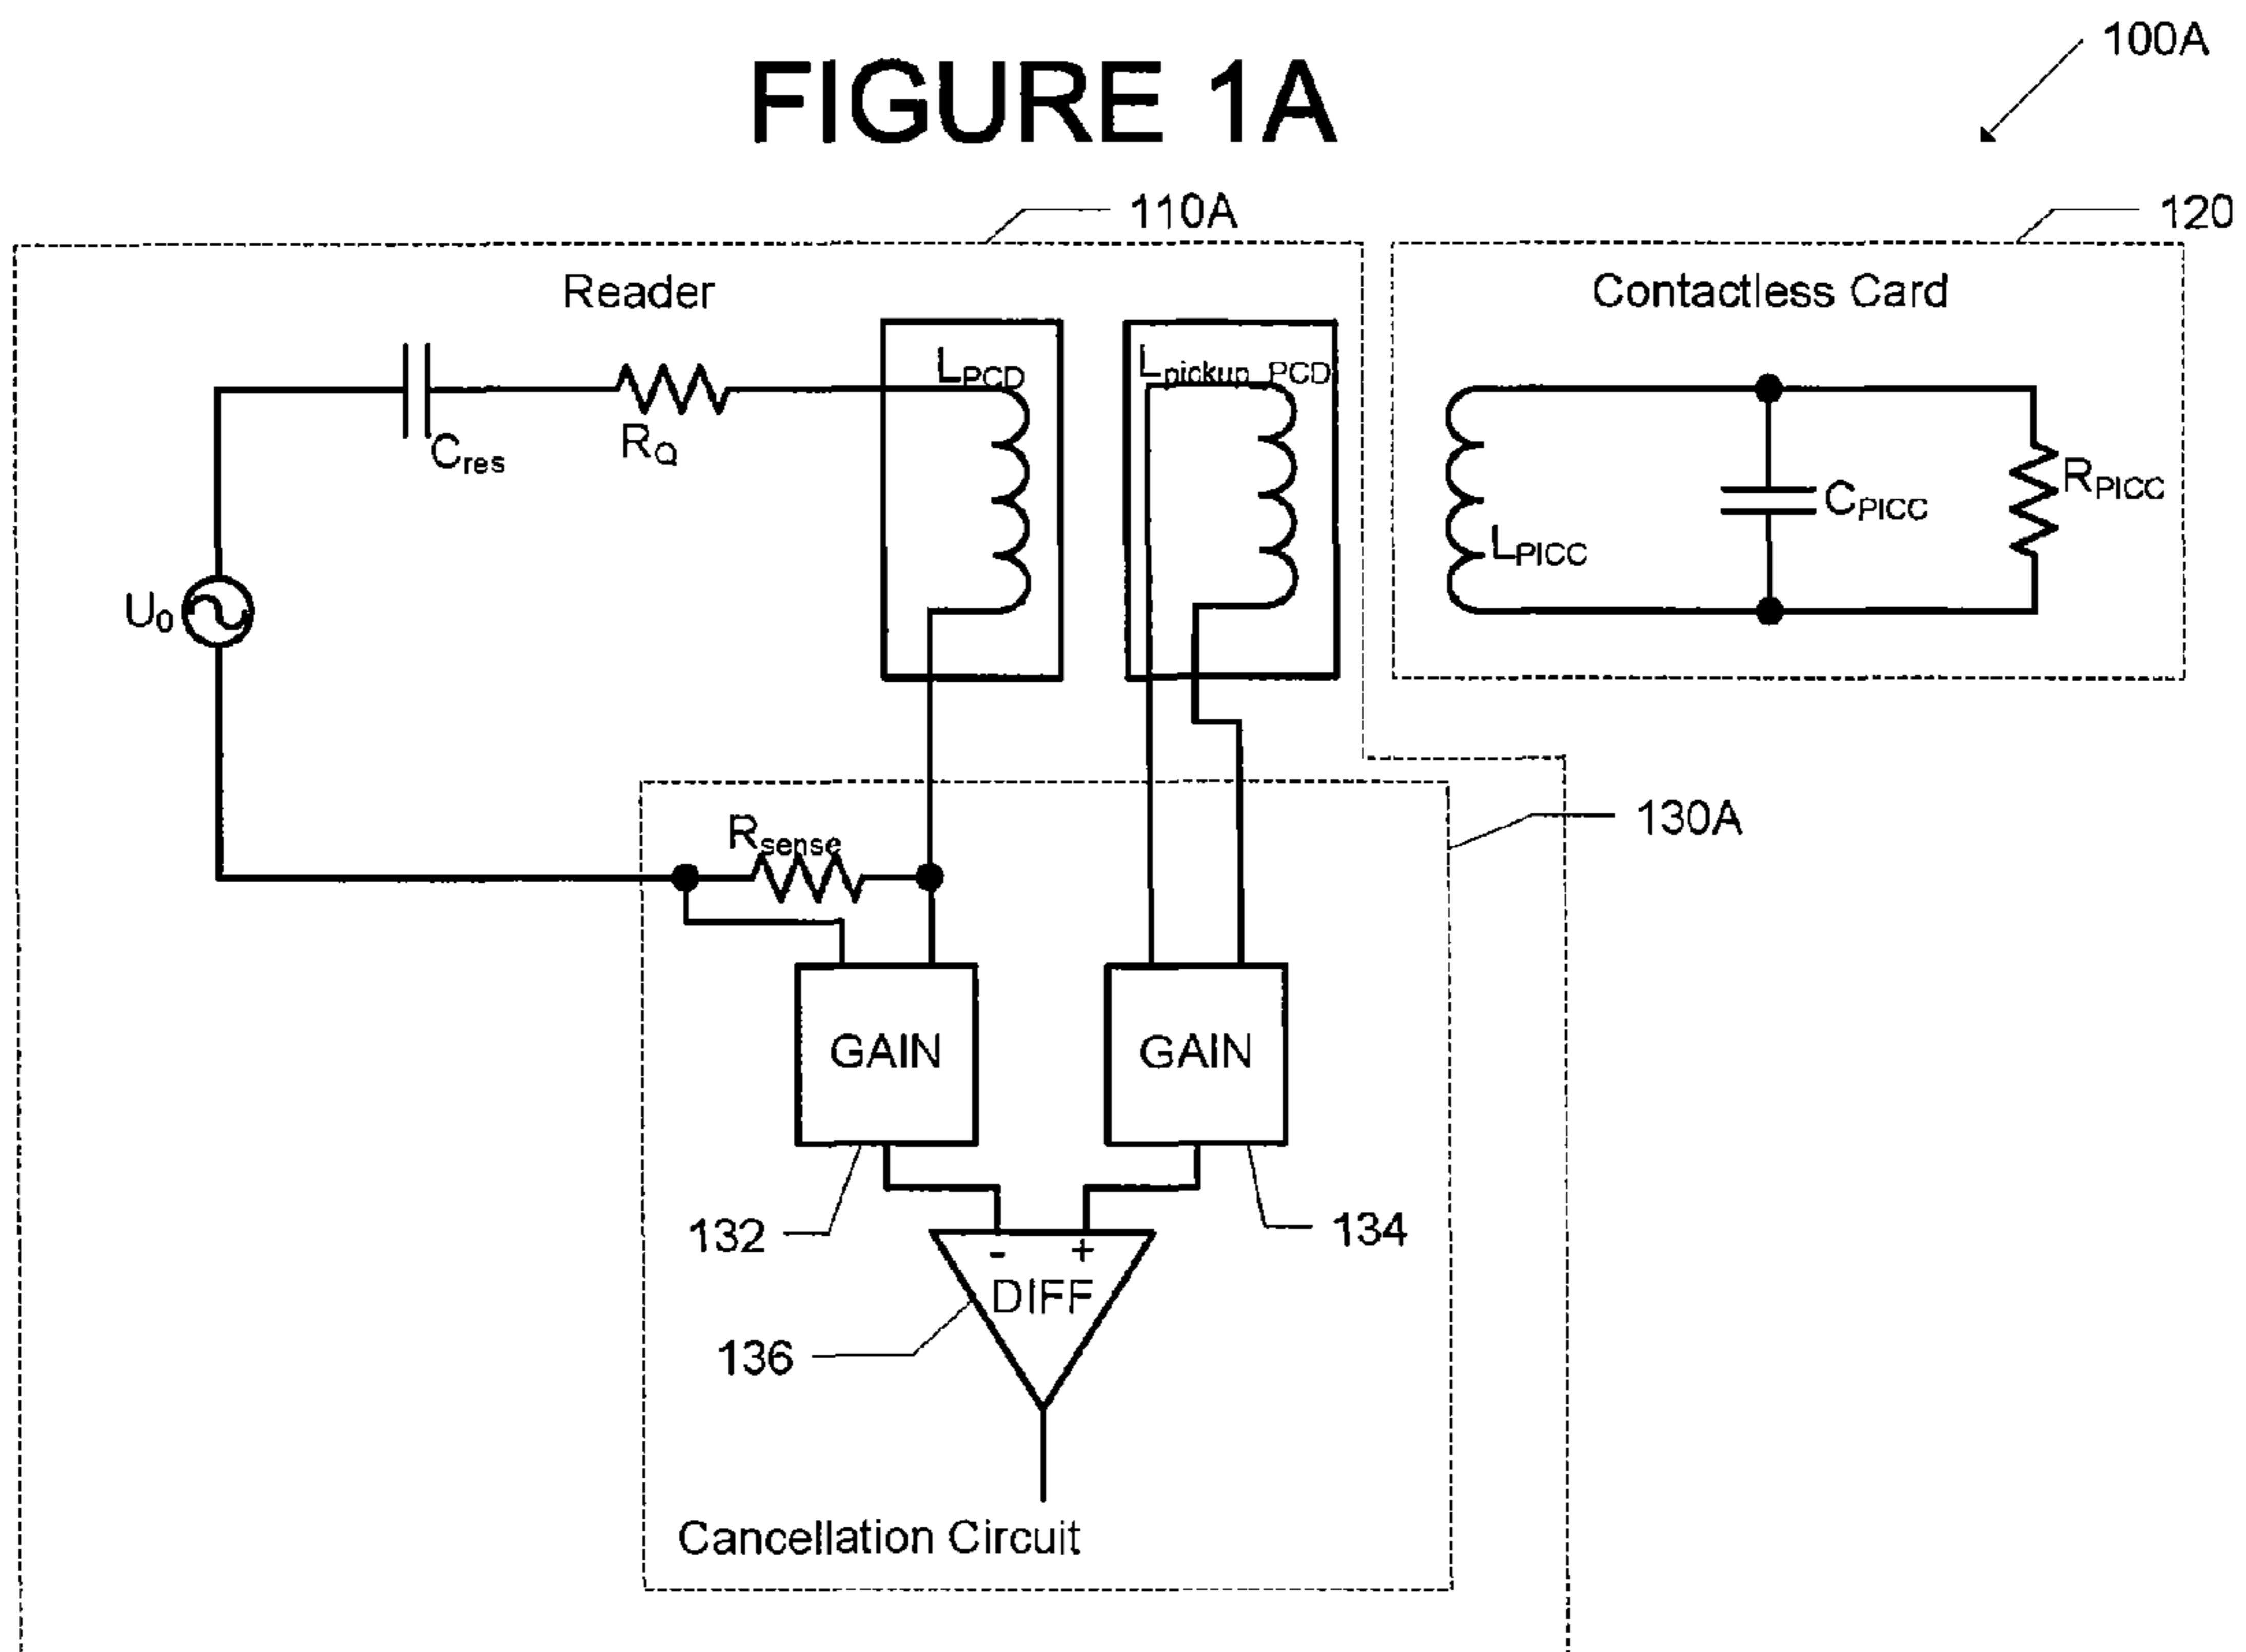 100A
FIGURE 1A
110A
120
Reader
Contactless Card
LPCD
Lpickup_PCD
Cres
RQ
RPICC
CPICC
LPICC
U0
130A
Rsense
GAIN
GAIN
132
134
- +
DIFF
136
Cancellation Circuit